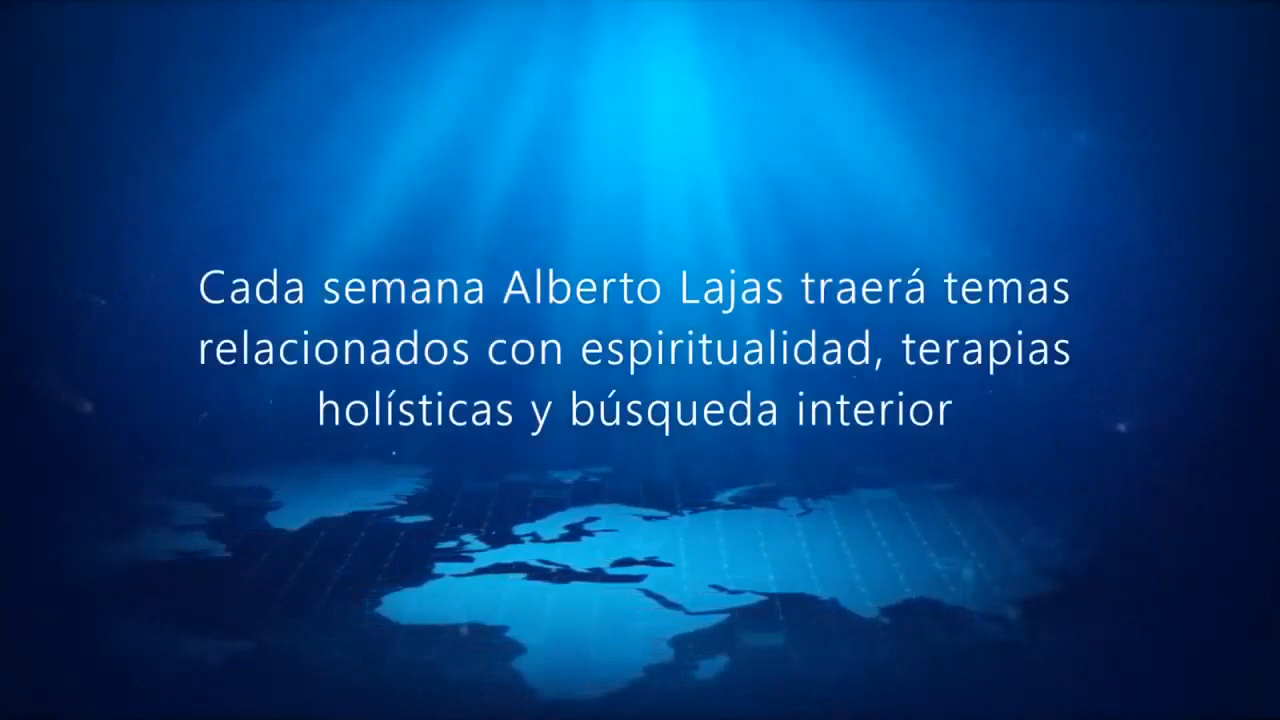 Cada semana Alberto Lajas traerá temas
relacionados con espiritualidad, terapias
holísticas y búsqueda interior